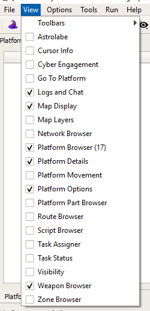 File View Options Tools Run Help
Toolbars
Astrolabe
Cursor Info
Platfo
Cyber Engagement
Go To Platform
Logs and Chat
Map Display
Map Layers
Network Browser
Platform Browser (17)
Platform Details
Platform Movement
Platform Options
Platform Part Browser
Route Browser
Script Browser
Task Assigner
Task Status
Visibility
Weapon Browser
Platfo
Zone Browser